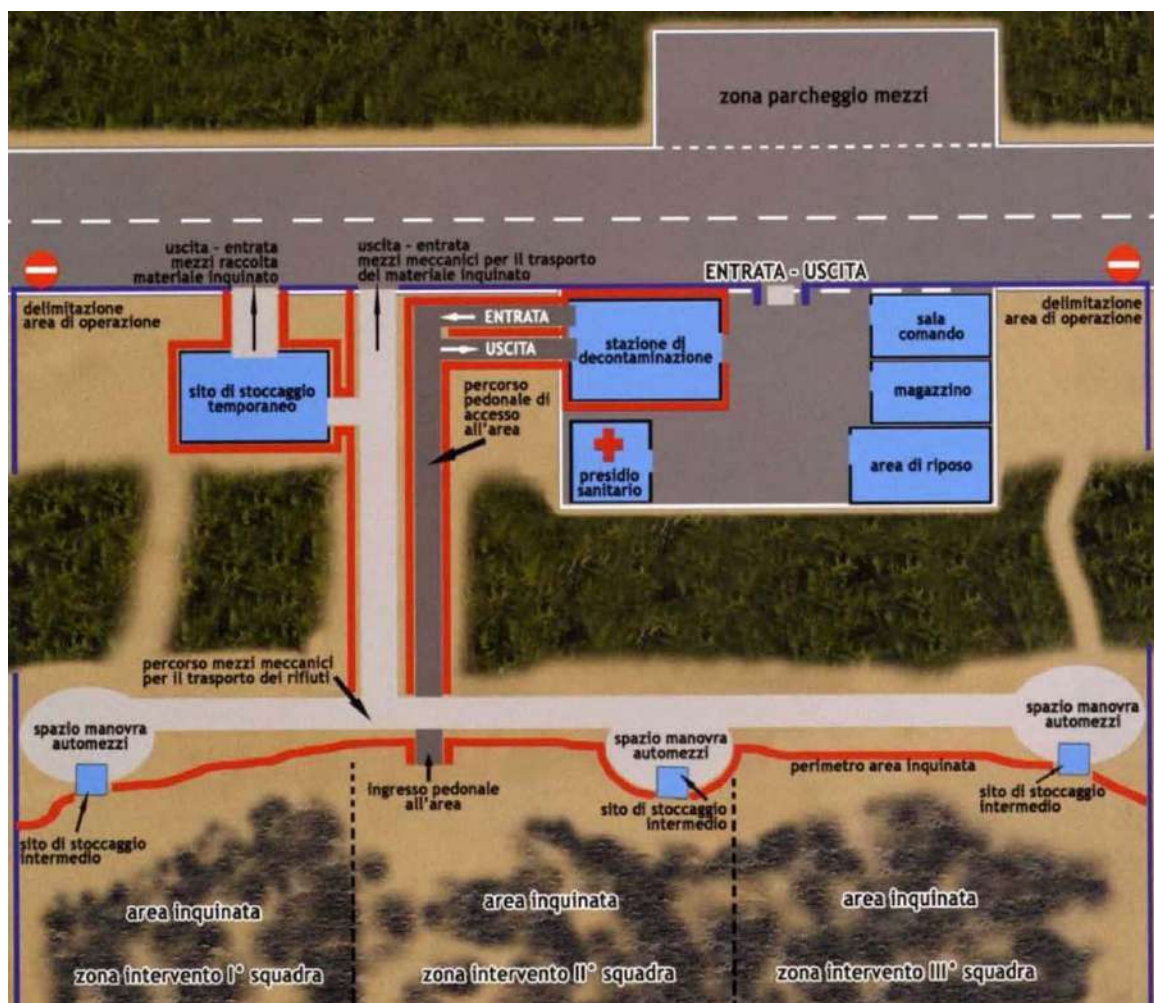 zona parcheggio mezzi
uscita - entrata
mezzi raccolta
materiale inquinato
uscita - entrata
mezzi meccanici per il trasporto
del materiale inquinato
ENTRATA - USCITA
delimitazione
area di operazione
delimitazione
area di operazione
ENTRATA
USCITA
stazione di
decontaminazione
sala
comando
sito di stoccaggio
temporaneo
percorso
pedonale di
accesso
all'area
magazzino
presidio
sanitario
area di riposo
percorso mezzi meccanici
per il trasporto dei rifiuti
spazio manovra
automezzi
spazio manovra
automezzi
spazio manovra
automezzi
ingresso pedonale
all'area
perimetro area inquinata
sito di stoccaggio
intermedio
sito di stoccaggio
intermedio
sito di stoccaggio
intermedio
area inquinata
area inquinata
area inquinata
zona intervento I° squadra
zona intervento II° squadra
zona intervento III° squadra